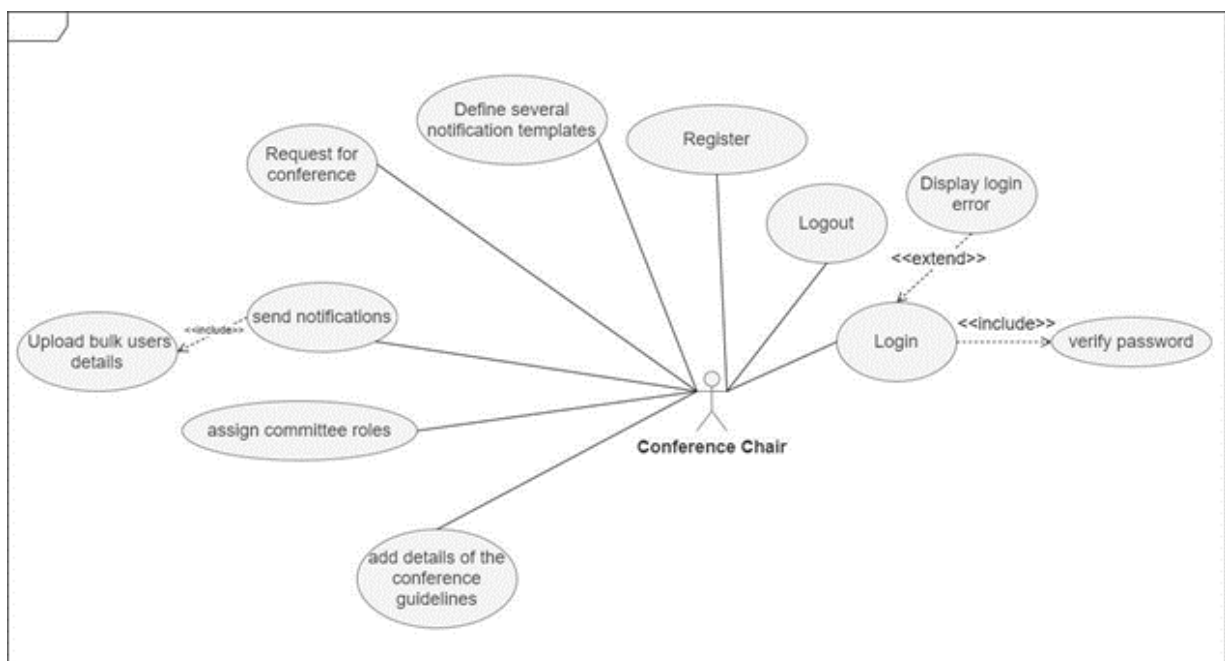 Define several
notification templates
Register
Request for
conference
Display login
error
Logout
<<extend>>
send notifications
<<include>>
Upload bulk users
details
Login
<<include>>
verify password
assign committee roles
Conference Chair
add details of the
conference
guidelines